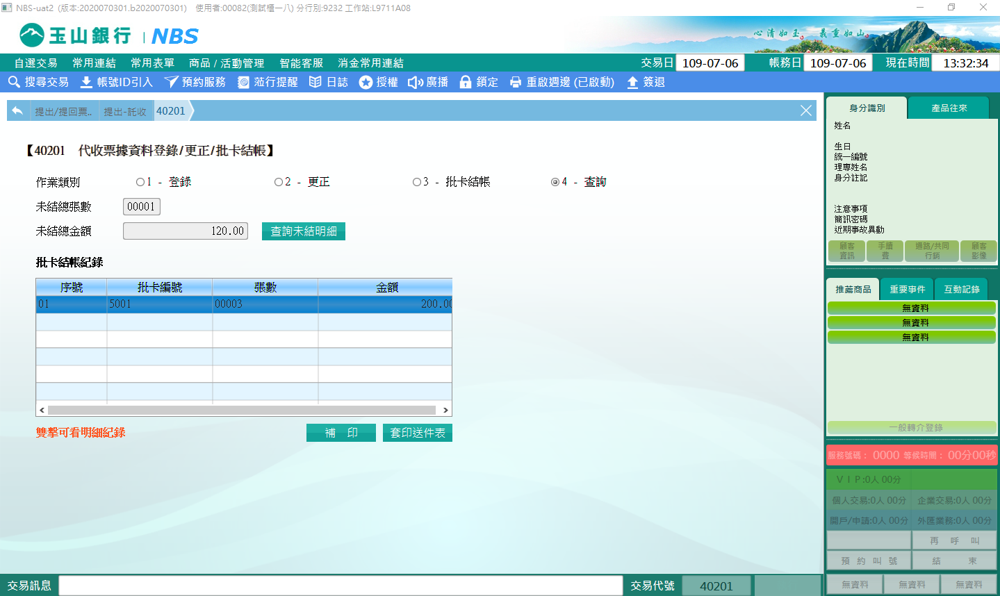 NBS-uat2 (版本:2020070301.b2020070301) 使用者:00082(測試櫃一八) 分行別:9232 工作站:L9711A08
玉山銀行 | NBS
心清如玉。 義重如山。
自選交易 常用連結 常用表單 商品 / 活動管理 智能客服 消金常用連結 交易日 109-07-06 帳務日 109-07-06 現在時間 13:32:34
搜尋交易 帳號ID引入 預約服務 蒞行提醒 日誌 授權 廣播 鎖定 重啟週邊 (已啟動) 簽退
提出/提回票.. 提出-託收 40201
【40201 代收票據資料登錄/更正/批卡結帳】
作業類別 1 - 登錄 2 - 更正 3 - 批卡結帳 4 - 查詢
未結總張數 00001
未結總金額 120.00 查詢未結明細
批卡結帳紀錄
序號 批卡編號 張數 金額
01 5001 00003 200.00
雙擊可看明細紀錄 補 印 套印送件表
身分識別 產品往來
姓名
生日
統一編號
理專姓名
身分註記
注意事項
簡訊密碼
近期事故異動
顧客資訊 手續費 通路/共同行銷 顧客影像
推薦商品 重要事件 互動記錄
無資料
無資料
無資料
一般轉介登錄
服務號碼： 0000 等候時間： 00分00秒
ＶＩＰ:0人 00分
個人交易:0人 00分 企業交易:0人 00分
開戶/申請:0人 00分 外匯業務:0人 00分
再 呼 叫
預 約 叫 號 結 束
無資料 無資料 無資料
交易訊息 交易代號 40201